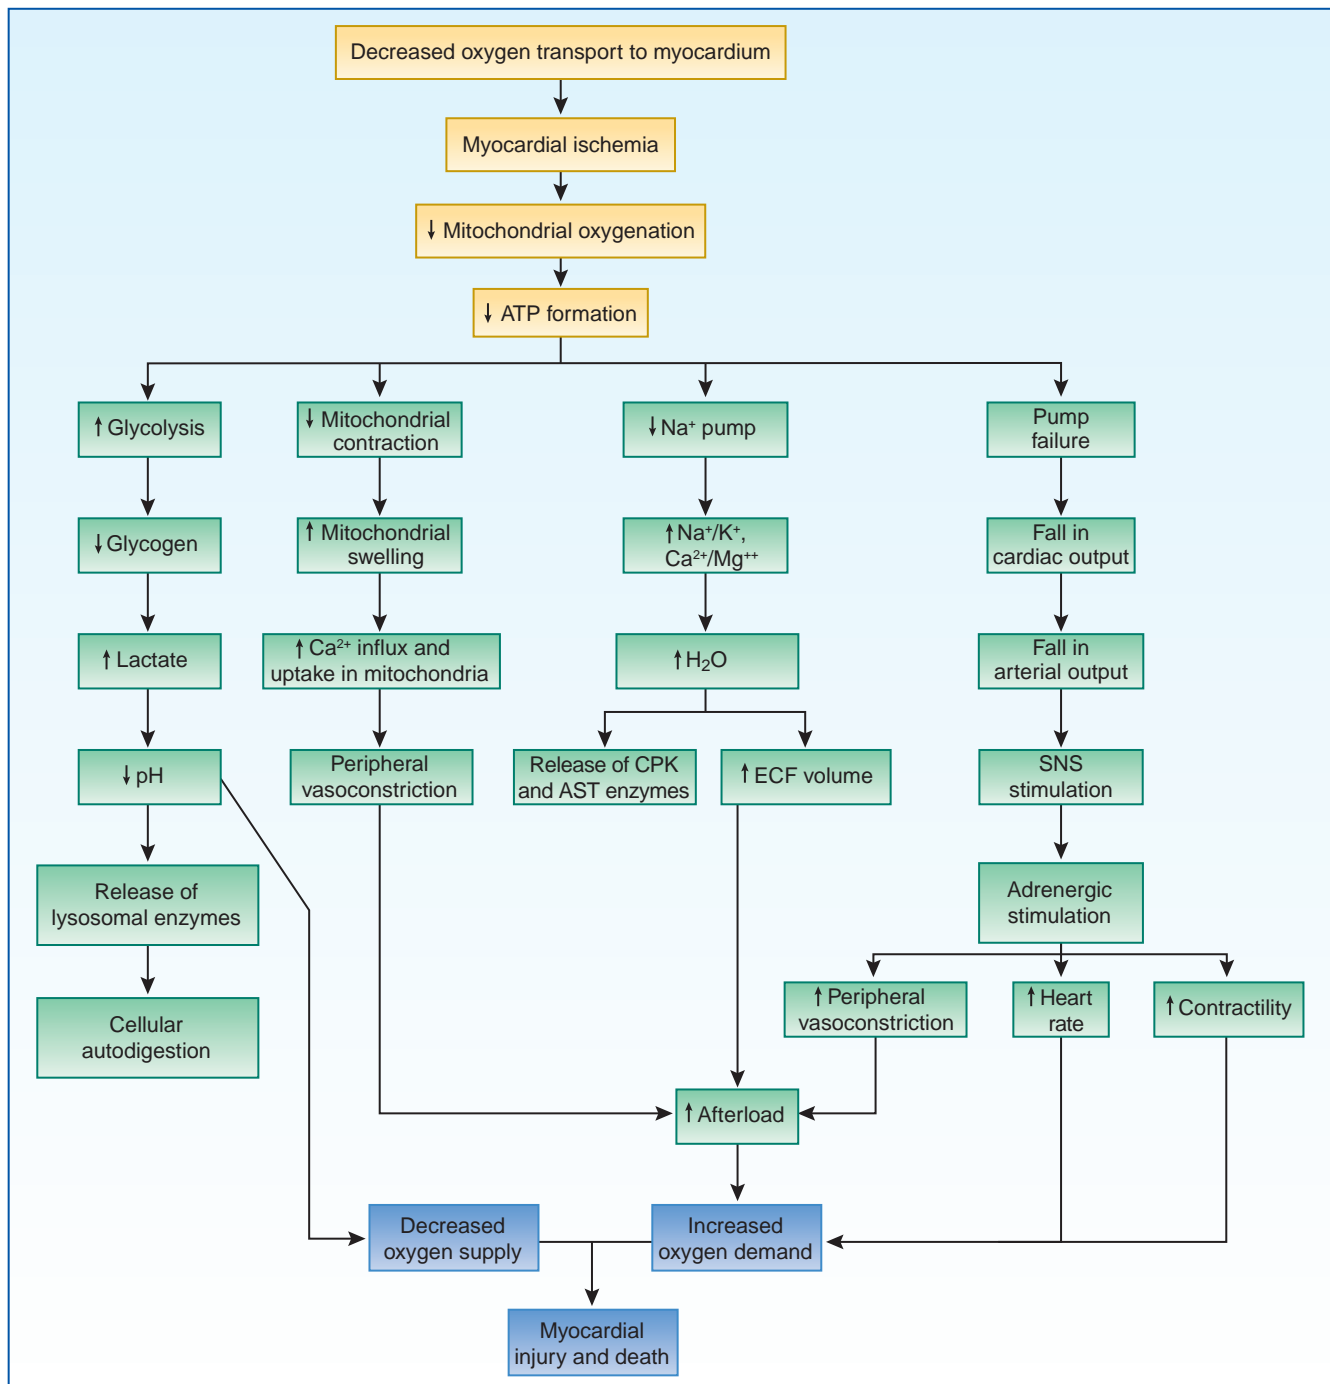 Decreased oxygen transport to myocardium
Myocardial ischemia
↓ Mitochondrial oxygenation
↓ ATP formation
↑ Glycolysis
↓ Mitochondrial
contraction
↓ Na⁺ pump
Pump
failure
↓ Glycogen
↑ Mitochondrial
swelling
↑ Na⁺/K⁺,
Ca²⁺/Mg⁺⁺
Fall in
cardiac output
↑ Lactate
↑ Ca²⁺ influx and
uptake in mitochondria
↑ H₂O
Fall in
arterial output
↓ pH
Peripheral
vasoconstriction
Release of CPK
and AST enzymes
↑ ECF volume
SNS
stimulation
Release of
lysosomal enzymes
Adrenergic
stimulation
Cellular
autodigestion
↑ Peripheral
vasoconstriction
↑ Heart
rate
↑ Contractility
↑ Afterload
Decreased
oxygen supply
Increased
oxygen demand
Myocardial
injury and death